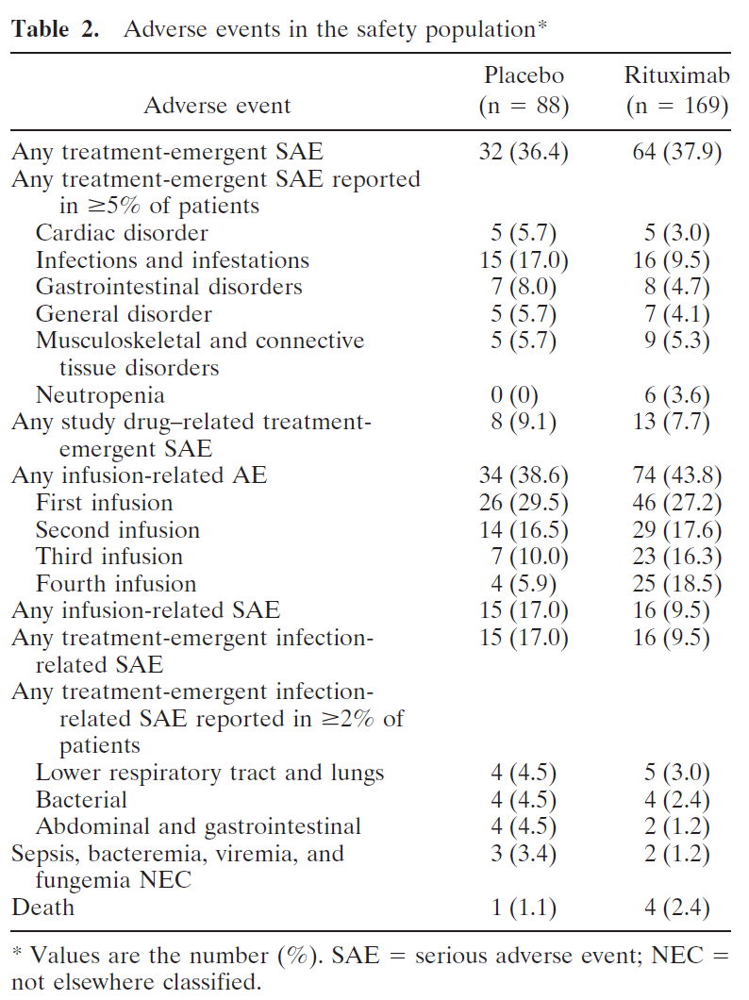 Table 2. Adverse events in the safety population*
Adverse event Placebo (n = 88) Rituximab (n = 169)
Any treatment-emergent SAE 32 (36.4) 64 (37.9)
Any treatment-emergent SAE reported
in ≥5% of patients
Cardiac disorder 5 (5.7) 5 (3.0)
Infections and infestations 15 (17.0) 16 (9.5)
Gastrointestinal disorders 7 (8.0) 8 (4.7)
General disorder 5 (5.7) 7 (4.1)
Musculoskeletal and connective 5 (5.7) 9 (5.3)
tissue disorders
Neutropenia 0 (0) 6 (3.6)
Any study drug–related treatment- 8 (9.1) 13 (7.7)
emergent SAE
Any infusion-related AE 34 (38.6) 74 (43.8)
First infusion 26 (29.5) 46 (27.2)
Second infusion 14 (16.5) 29 (17.6)
Third infusion 7 (10.0) 23 (16.3)
Fourth infusion 4 (5.9) 25 (18.5)
Any infusion-related SAE 15 (17.0) 16 (9.5)
Any treatment-emergent infection- 15 (17.0) 16 (9.5)
related SAE
Any treatment-emergent infection-
related SAE reported in ≥2% of
patients
Lower respiratory tract and lungs 4 (4.5) 5 (3.0)
Bacterial 4 (4.5) 4 (2.4)
Abdominal and gastrointestinal 4 (4.5) 2 (1.2)
Sepsis, bacteremia, viremia, and 3 (3.4) 2 (1.2)
fungemia NEC
Death 1 (1.1) 4 (2.4)
* Values are the number (%). SAE = serious adverse event; NEC =
not elsewhere classified.